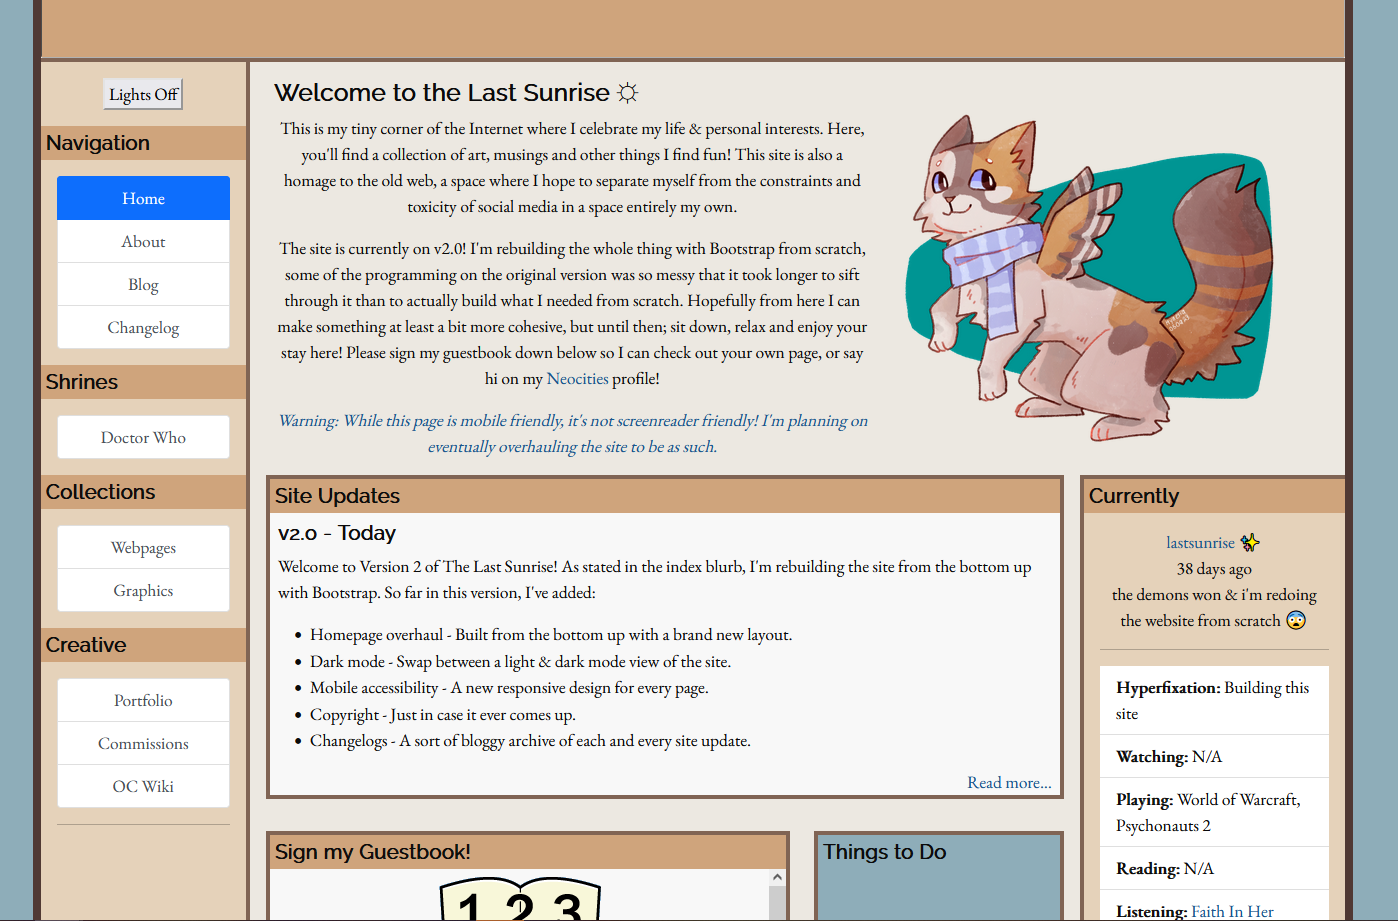 Lights Off
Navigation
Home
About
Blog
Changelog
Shrines
Doctor Who
Collections
Webpages
Graphics
Creative
Portfolio
Commissions
OC Wiki
Welcome to the Last Sunrise ☼
This is my tiny corner of the Internet where I celebrate my life & personal interests. Here,
you'll find a collection of art, musings and other things I find fun! This site is also a
homage to the old web, a space where I hope to separate myself from the constraints and
toxicity of social media in a space entirely my own.
The site is currently on v2.0! I'm rebuilding the whole thing with Bootstrap from scratch,
some of the programming on the original version was so messy that it took longer to sift
through it than to actually build what I needed from scratch. Hopefully from here I can
make something at least a bit more cohesive, but until then; sit down, relax and enjoy your
stay here! Please sign my guestbook down below so I can check out your own page, or say
hi on my Neocities profile!
Warning: While this page is mobile friendly, it's not screenreader friendly! I'm planning on
eventually overhauling the site to be as such.
Site Updates
v2.0 - Today
Welcome to Version 2 of The Last Sunrise! As stated in the index blurb, I'm rebuilding the site from the bottom up
with Bootstrap. So far in this version, I've added:
• Homepage overhaul - Built from the bottom up with a brand new layout.
• Dark mode - Swap between a light & dark mode view of the site.
• Mobile accessibility - A new responsive design for every page.
• Copyright - Just in case it ever comes up.
• Changelogs - A sort of bloggy archive of each and every site update.
Read more...
Sign my Guestbook!
1 2 3
Things to Do
Currently
lastsunrise ✨
38 days ago
the demons won & i'm redoing
the website from scratch 😨
Hyperfixation: Building this
site
Watching: N/A
Playing: World of Warcraft,
Psychonauts 2
Reading: N/A
Listening: Faith In Her